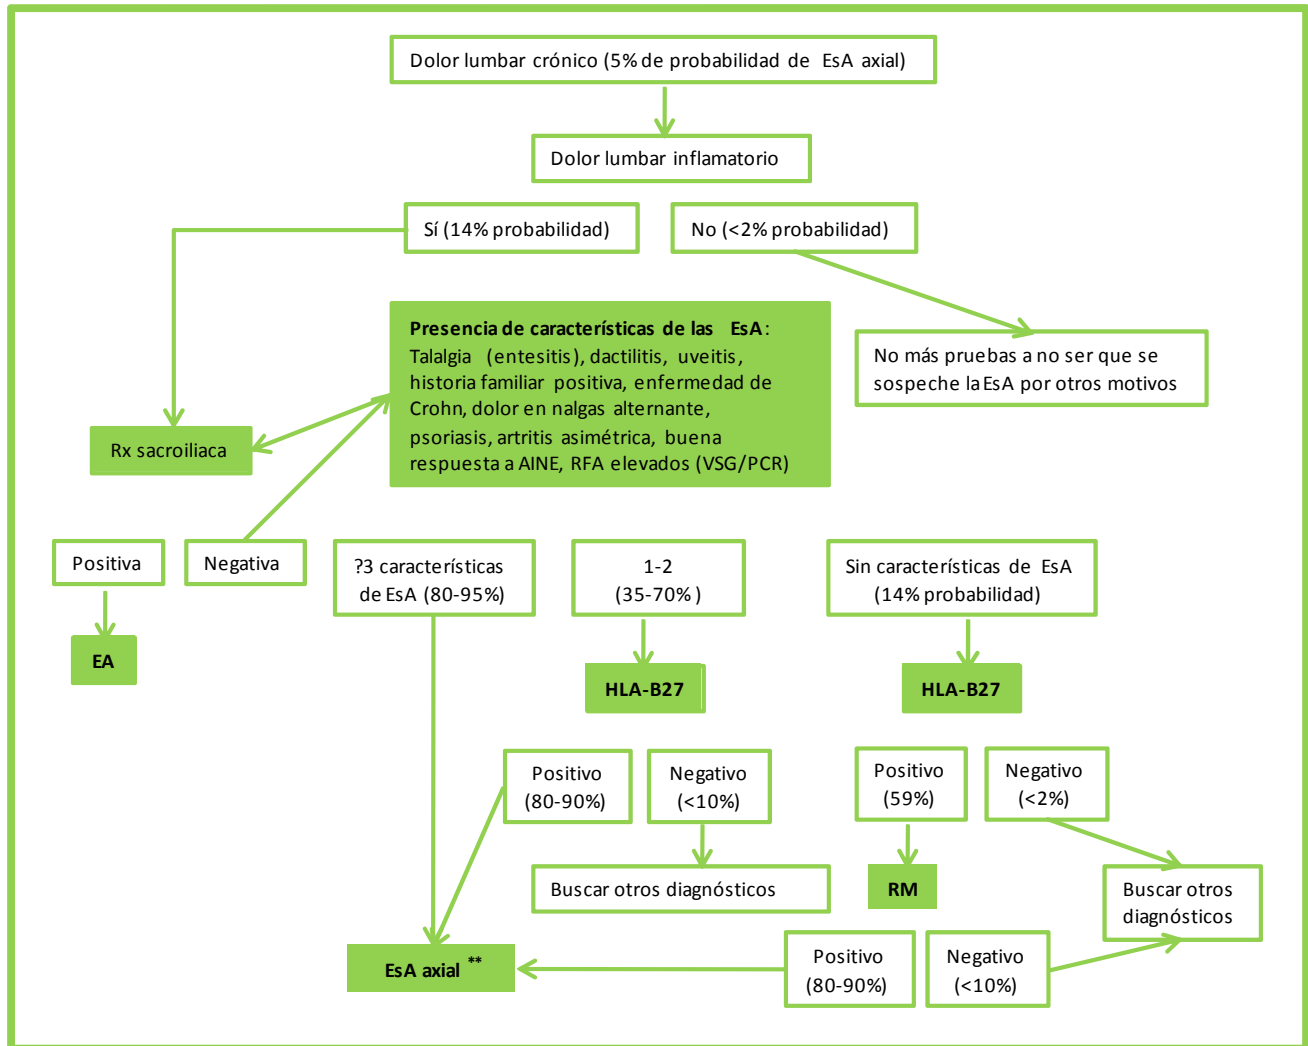 Dolor lumbar crónico (5% de probabilidad de EsA axial)
Dolor lumbar inflamatorio
Sí (14% probabilidad)
No (<2% probabilidad)
Presencia de características de las EsA:
Talalgia (entesitis), dactilitis, uveitis,
historia familiar positiva, enfermedad de
Crohn, dolor en nalgas alternante,
psoriasis, artritis asimétrica, buena
respuesta a AINE, RFA elevados (VSG/PCR)
No más pruebas a no ser que se
sospeche la EsA por otros motivos
Rx sacroiliaca
Positiva
Negativa
?3 características
de EsA (80-95%)
1-2
(35-70% )
Sin características de EsA
(14% probabilidad)
EA
HLA-B27
HLA-B27
Positivo
(80-90%)
Negativo
(<10%)
Positivo
(59%)
Negativo
(<2%)
Buscar otros diagnósticos
RM
Buscar otros
diagnósticos
EsA axial **
Positivo
(80-90%)
Negativo
(<10%)